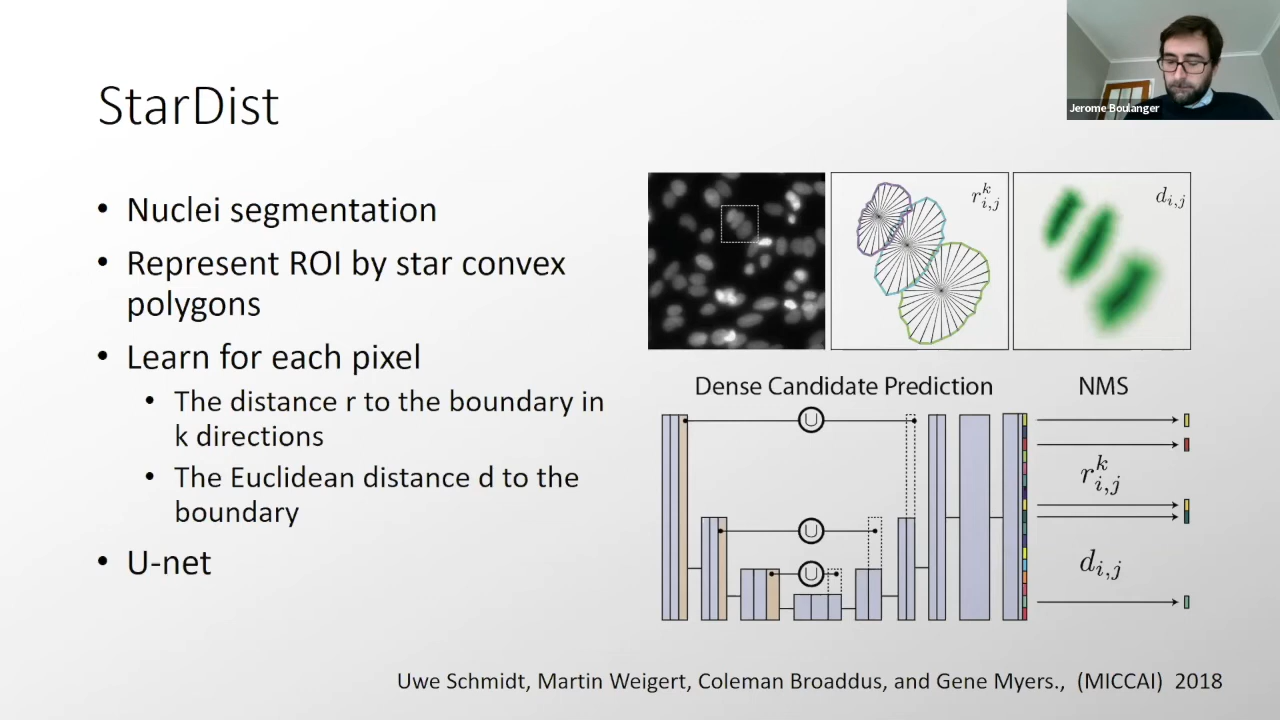 Jerome Boulanger
StarDist
• Nuclei segmentation
• Represent ROI by star convex
polygons
• Learn for each pixel
• The distance r to the boundary in
k directions
• The Euclidean distance d to the
boundary
• U-net
r^k_{i,j}
d_{i,j}
Dense Candidate Prediction
NMS
U
U
U
r^k_{i,j}
d_{i,j}
Uwe Schmidt, Martin Weigert, Coleman Broaddus, and Gene Myers., (MICCAI) 2018